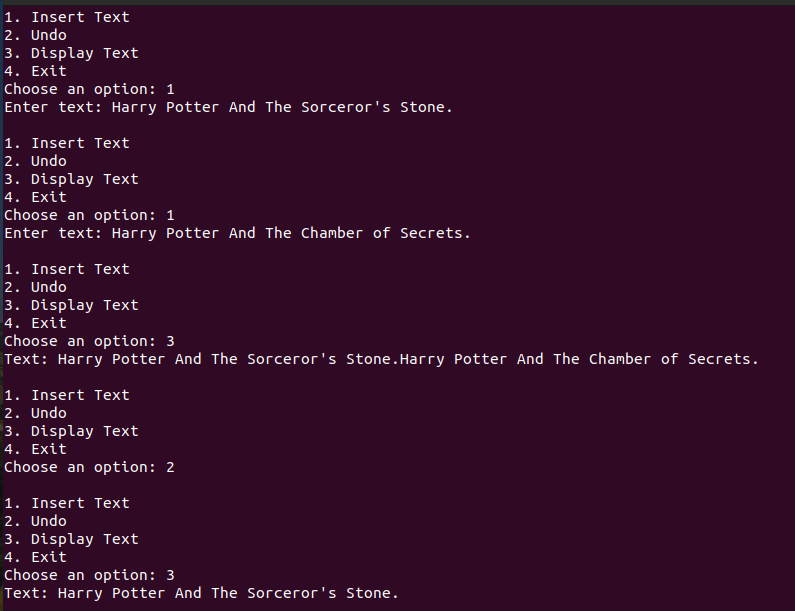 1. Insert Text
2. Undo
3. Display Text
4. Exit
Choose an option: 1
Enter text: Harry Potter And The Sorceror's Stone.
1. Insert Text
2. Undo
3. Display Text
4. Exit
Choose an option: 1
Enter text: Harry Potter And The Chamber of Secrets.
1. Insert Text
2. Undo
3. Display Text
4. Exit
Choose an option: 3
Text: Harry Potter And The Sorceror's Stone.Harry Potter And The Chamber of Secrets.
1. Insert Text
2. Undo
3. Display Text
4. Exit
Choose an option: 2
1. Insert Text
2. Undo
3. Display Text
4. Exit
Choose an option: 3
Text: Harry Potter And The Sorceror's Stone.